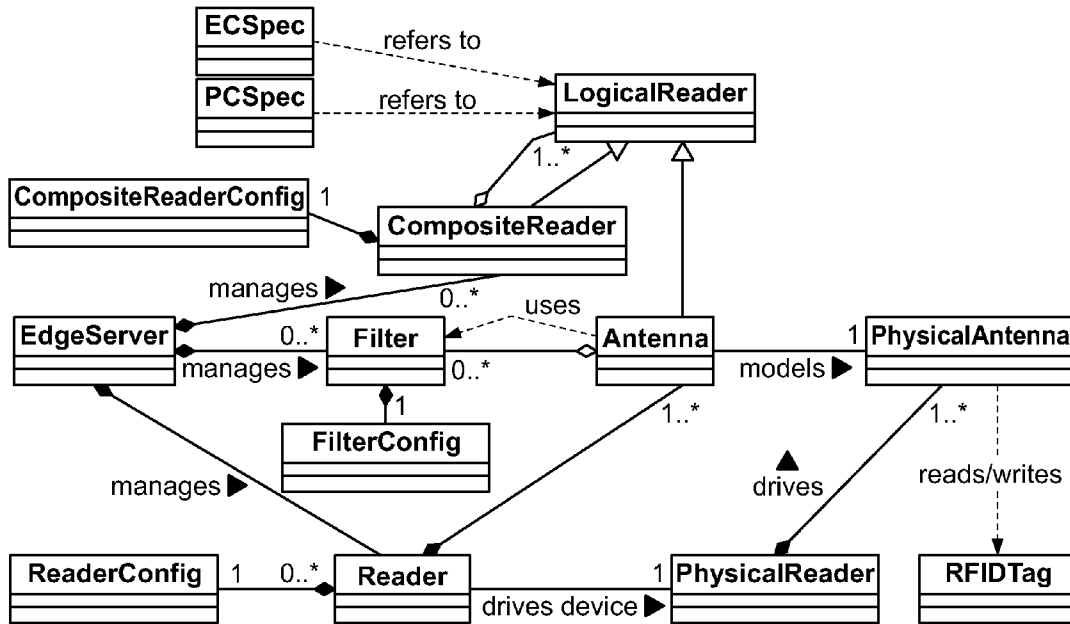 ECSpec
refers to
PCSpec
refers to
LogicalReader
1..*
CompositeReaderConfig
1
CompositeReader
manages
0..*
uses
EdgeServer
0..*
Filter
Antenna
1
PhysicalAntenna
manages
0..*
models
1
1..*
1..*
FilterConfig
manages
drives
reads/writes
ReaderConfig
1
0..*
Reader
1
PhysicalReader
RFIDTag
drives device